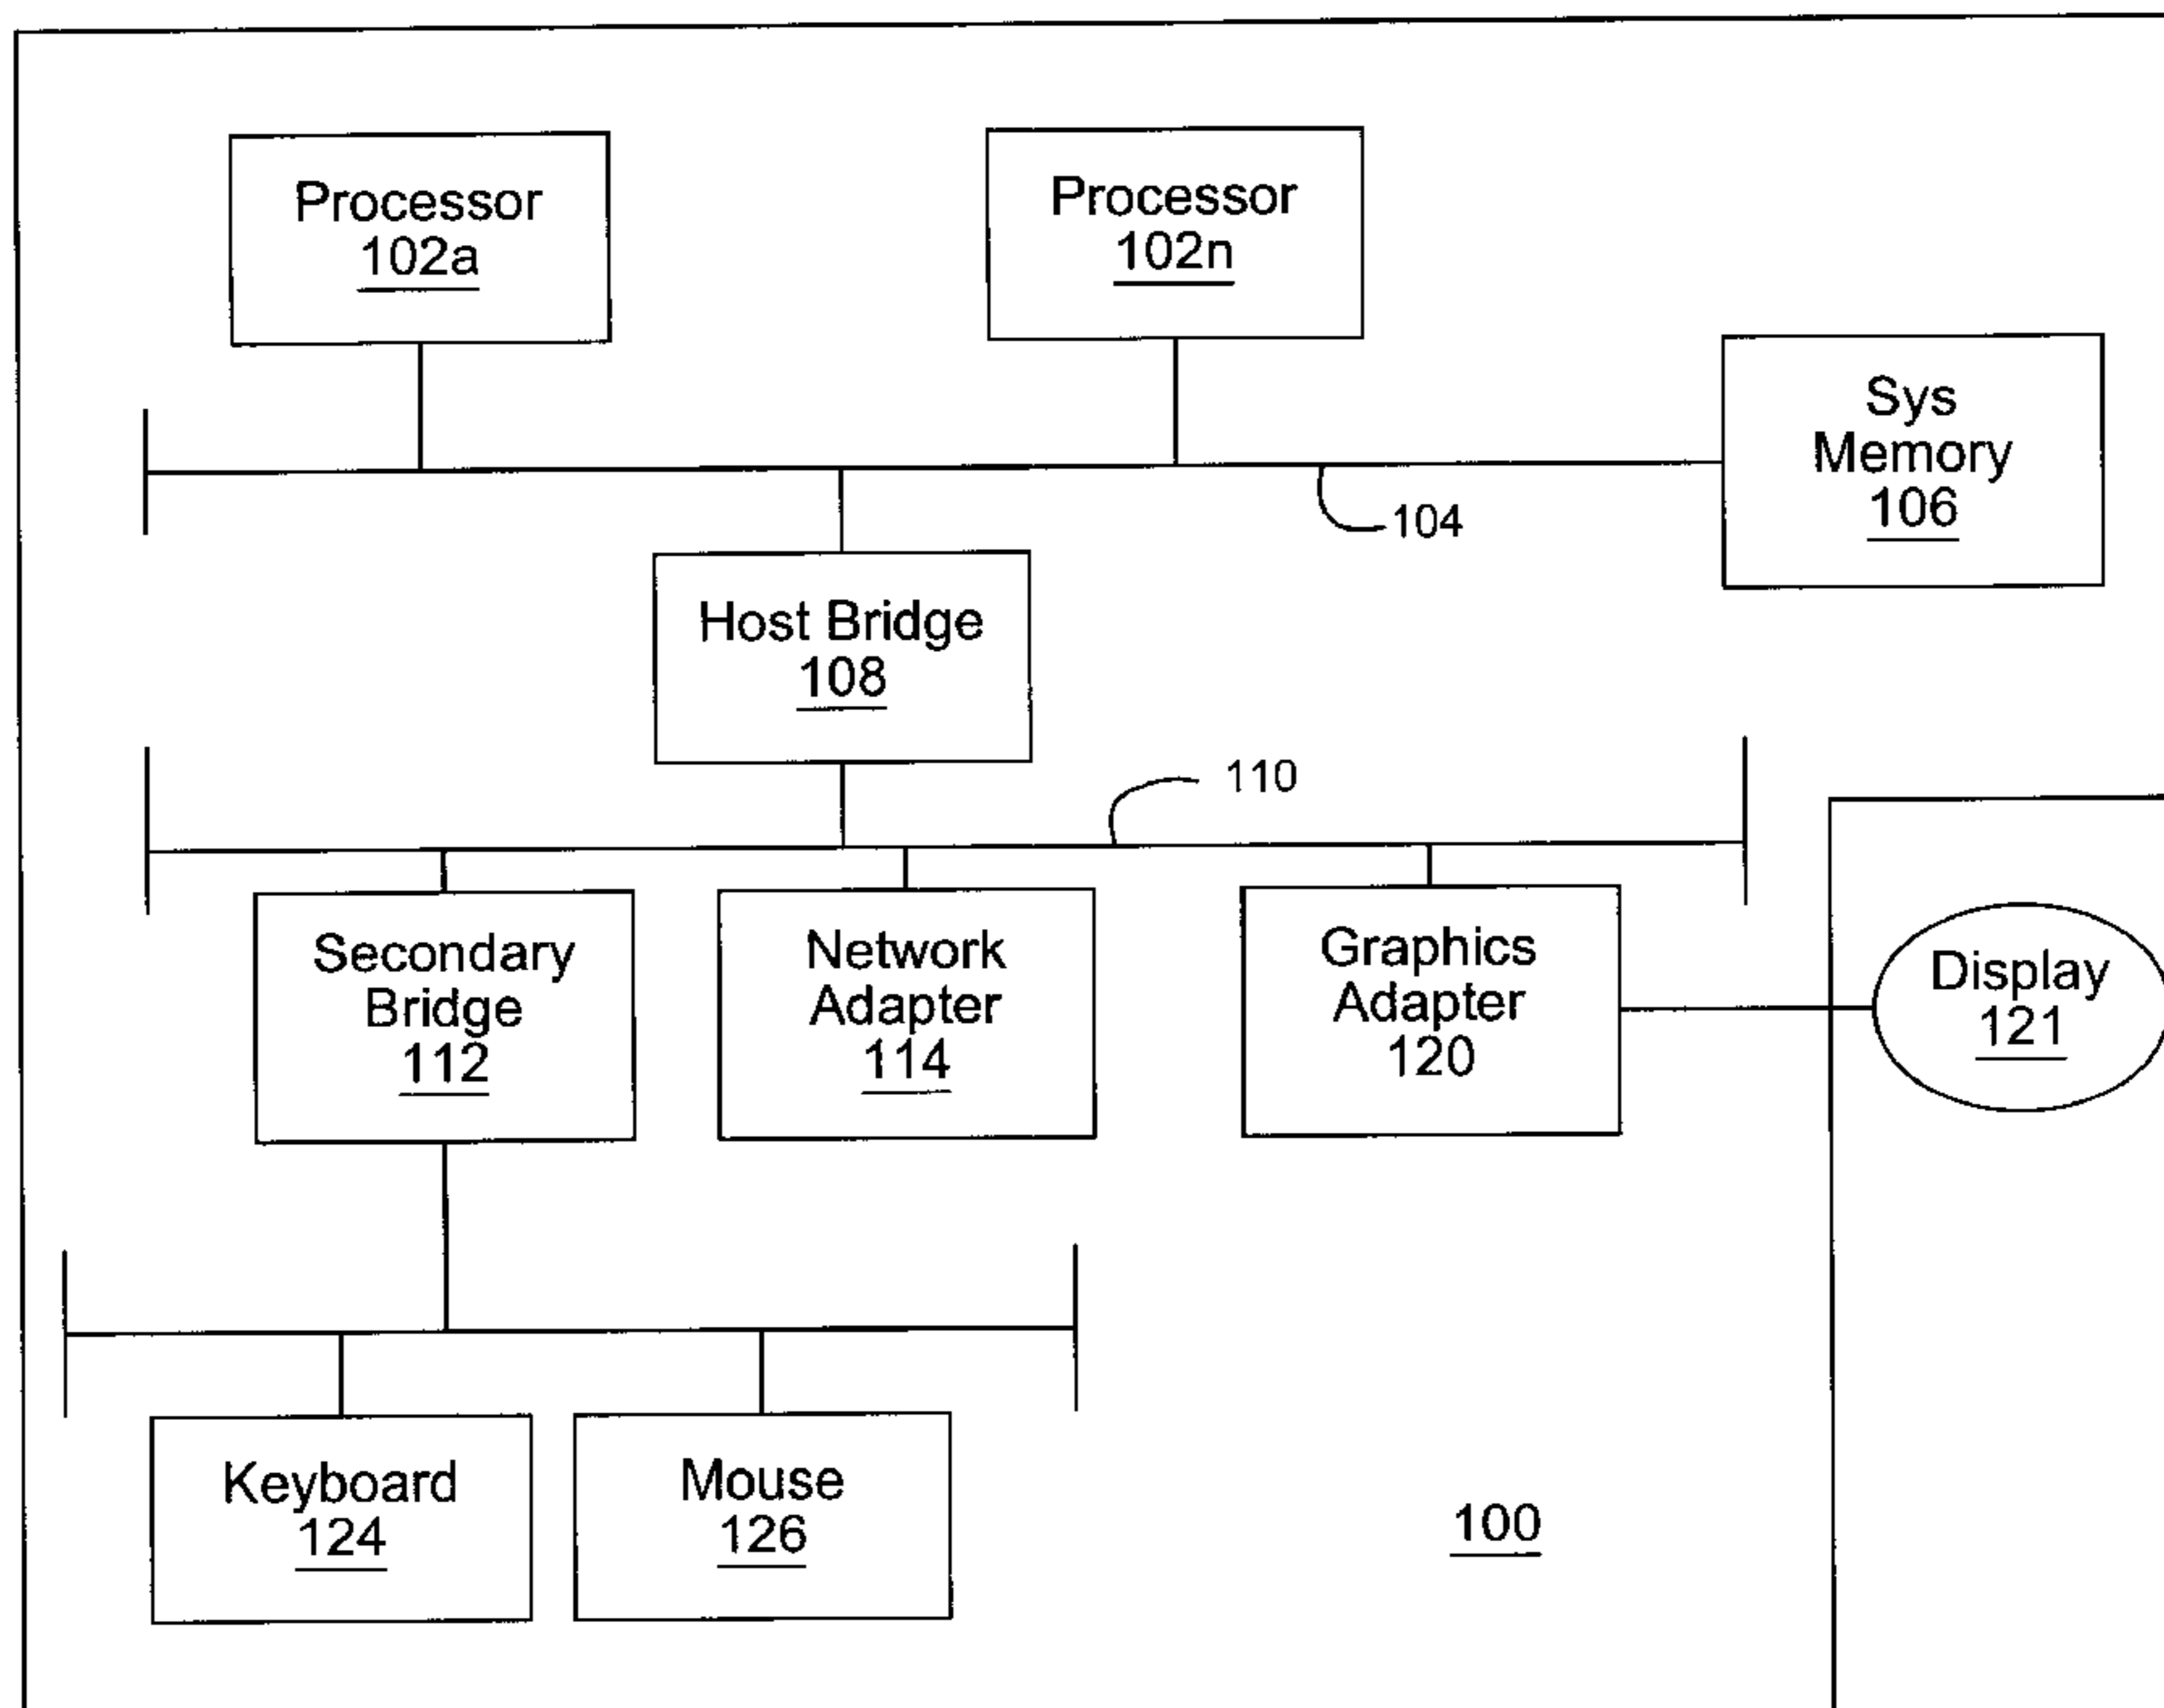 Processor
102a
Processor
102n
Sys
Memory
106
104
Host Bridge
108
110
Secondary
Bridge
112
Network
Adapter
114
Graphics
Adapter
120
Display
121
Keyboard
124
Mouse
126
100